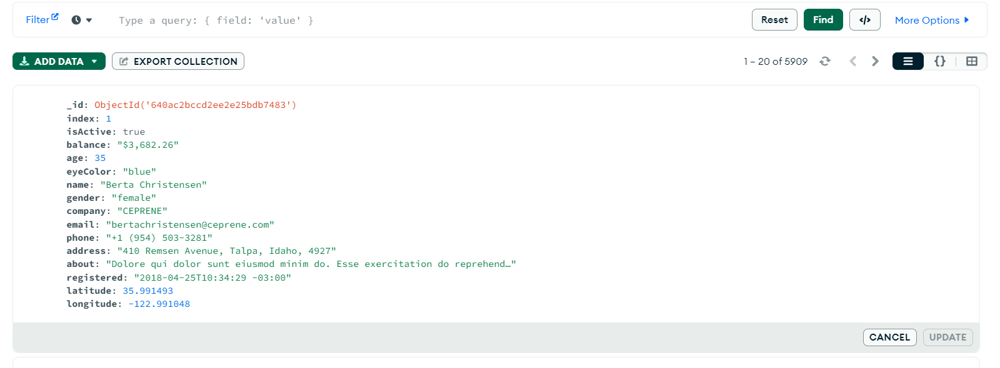 Filter
Type a query: { field: 'value' }
Reset
Find
</>
More Options
ADD DATA
EXPORT COLLECTION
1 – 20 of 5909
{}
_id: ObjectId('640ac2bccd2ee2e25bdb7483')
index: 1
isActive: true
balance: "$3,682.26"
age: 35
eyeColor: "blue"
name: "Berta Christensen"
gender: "female"
company: "CEPRENE"
email: "bertachristensen@ceprene.com"
phone: "+1 (954) 503-3281"
address: "410 Remsen Avenue, Talpa, Idaho, 4927"
about: "Dolore qui dolor sunt eiusmod minim do. Esse exercitation do reprehend…"
registered: "2018-04-25T10:34:29 -03:00"
latitude: 35.991493
longitude: -122.991048
CANCEL
UPDATE